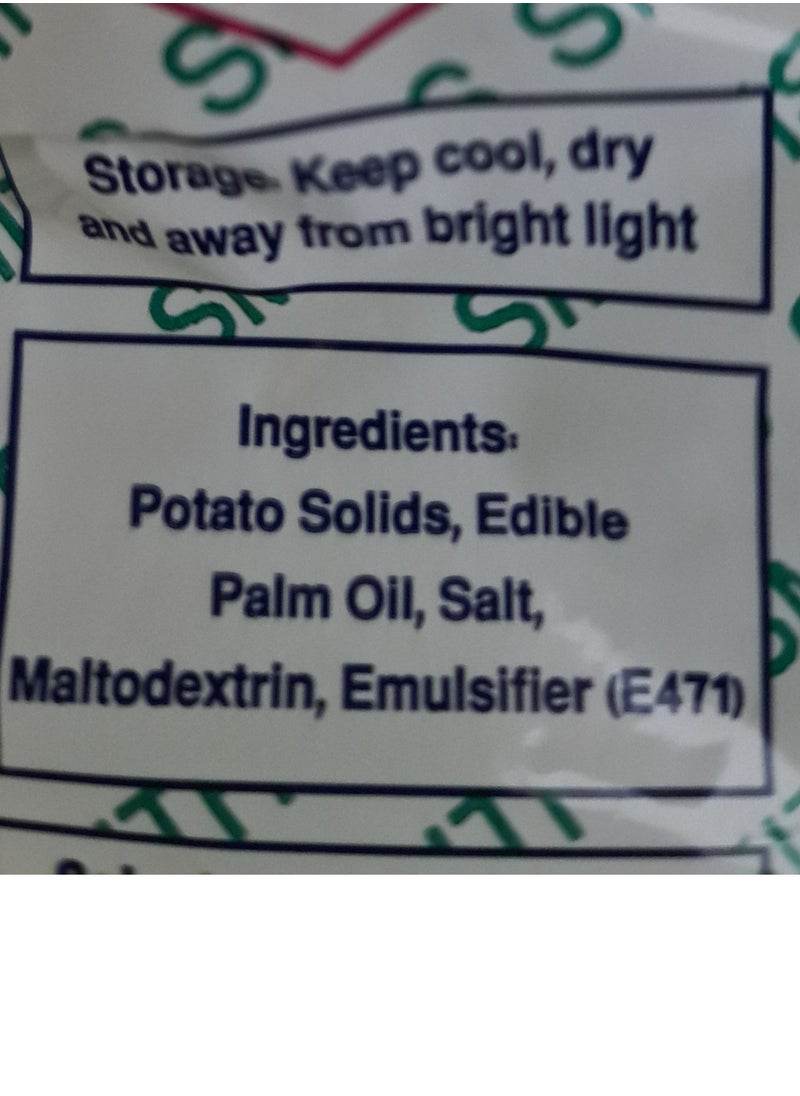 Storage. Keep cool, dry
and away from bright light
Ingredients:
Potato Solids, Edible
Palm Oil, Salt,
Maltodextrin, Emulsifier (E471)